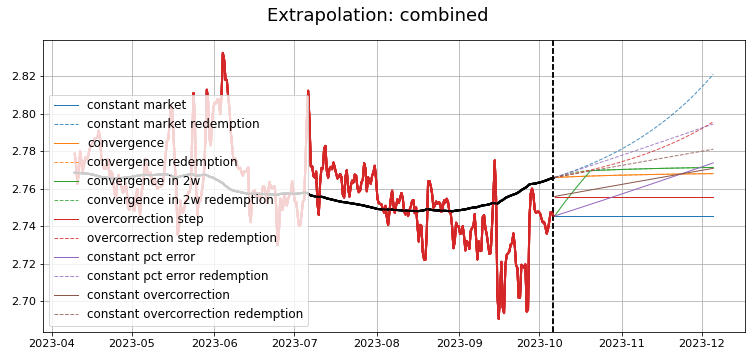 Extrapolation: combined
2.82
2.80
2.78
2.76
2.74
2.72
2.70
constant market
constant market redemption
convergence
convergence redemption
convergence in 2w
convergence in 2w redemption
overcorrection step
overcorrection step redemption
constant pct error
constant pct error redemption
constant overcorrection
constant overcorrection redemption
2023-04 2023-05 2023-06 2023-07 2023-08 2023-09 2023-10 2023-11 2023-12